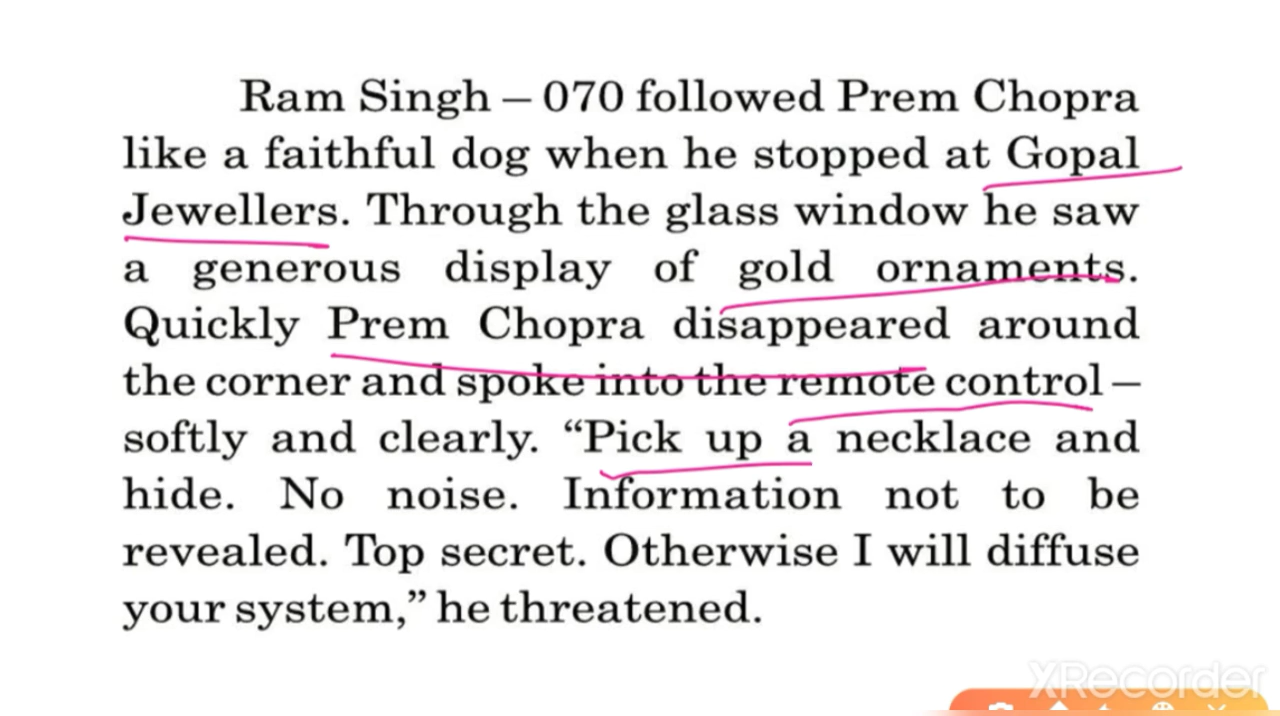 Ram Singh – 070 followed Prem Chopra
like a faithful dog when he stopped at Gopal
Jewellers. Through the glass window he saw
a generous display of gold ornaments.
Quickly Prem Chopra disappeared around
the corner and spoke into the remote control –
softly and clearly. “Pick up a necklace and
hide. No noise. Information not to be
revealed. Top secret. Otherwise I will diffuse
your system,” he threatened.
XRecorder